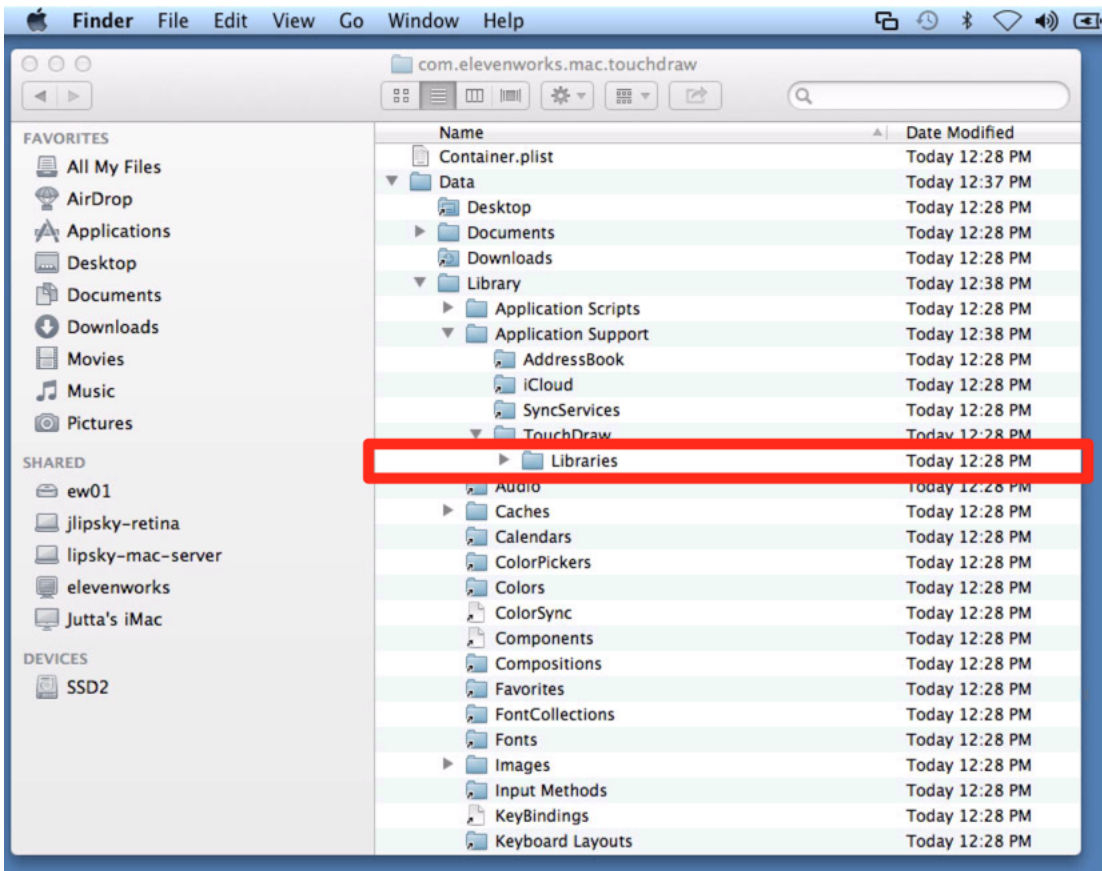 Finder File Edit View Go Window Help
com.elevenworks.mac.touchdraw
FAVORITES
All My Files
AirDrop
Applications
Desktop
Documents
Downloads
Movies
Music
Pictures
SHARED
ew01
jlipsky-retina
lipsky-mac-server
elevenworks
Jutta's iMac
DEVICES
SSD2
Name Date Modified
Container.plist Today 12:28 PM
Data Today 12:37 PM
Desktop Today 12:28 PM
Documents Today 12:28 PM
Downloads Today 12:28 PM
Library Today 12:38 PM
Application Scripts Today 12:28 PM
Application Support Today 12:38 PM
AddressBook Today 12:28 PM
iCloud Today 12:28 PM
SyncServices Today 12:28 PM
TouchDraw Today 12:28 PM
Libraries Today 12:28 PM
Audio Today 12:28 PM
Caches Today 12:28 PM
Calendars Today 12:28 PM
ColorPickers Today 12:28 PM
Colors Today 12:28 PM
ColorSync Today 12:28 PM
Components Today 12:28 PM
Compositions Today 12:28 PM
Favorites Today 12:28 PM
FontCollections Today 12:28 PM
Fonts Today 12:28 PM
Images Today 12:28 PM
Input Methods Today 12:28 PM
KeyBindings Today 12:28 PM
Keyboard Layouts Today 12:28 PM